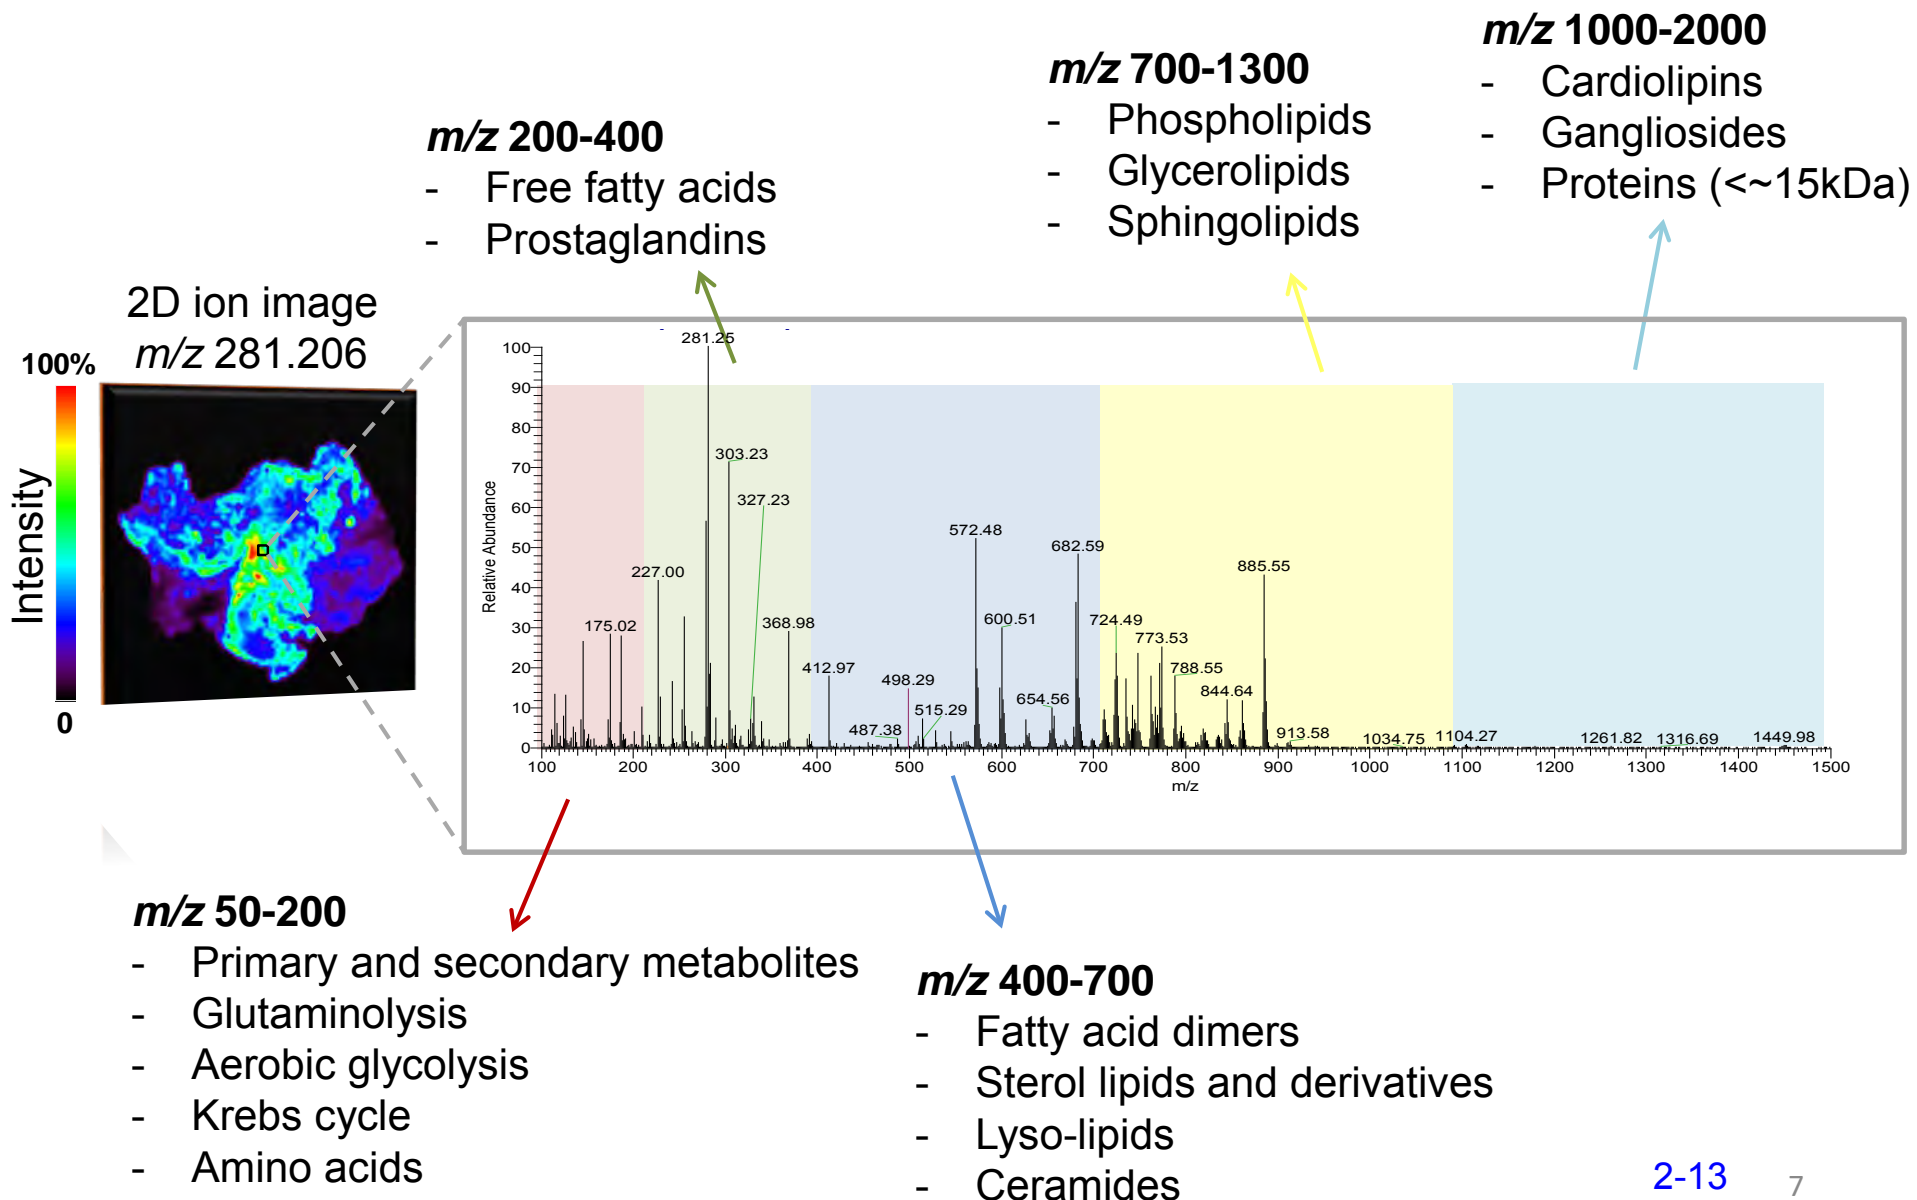 m/z 1000-2000
- Cardiolipins
- Gangliosides
- Proteins (<~15kDa)
m/z 700-1300
- Phospholipids
- Glycerolipids
- Sphingolipids
m/z 200-400
- Free fatty acids
- Prostaglandins
2D ion image
m/z 281.206
100%
Intensity
0
Relative Abundance
100
90
80
70
60
50
40
30
20
10
0
281.25
303.23
327.23
572.48
682.59
885.55
227.00
175.02
368.98
600.51
724.49
773.53
412.97
498.29
788.55
654.56
844.64
515.29
487.38
913.58
1034.75
1104.27
1261.82
1316.69
1449.98
100 200 300 400 500 600 700 800 900 1000 1100 1200 1300 1400 1500
m/z
m/z 50-200
- Primary and secondary metabolites
- Glutaminolysis
- Aerobic glycolysis
- Krebs cycle
- Amino acids
m/z 400-700
- Fatty acid dimers
- Sterol lipids and derivatives
- Lyso-lipids
- Ceramides
2-13
7